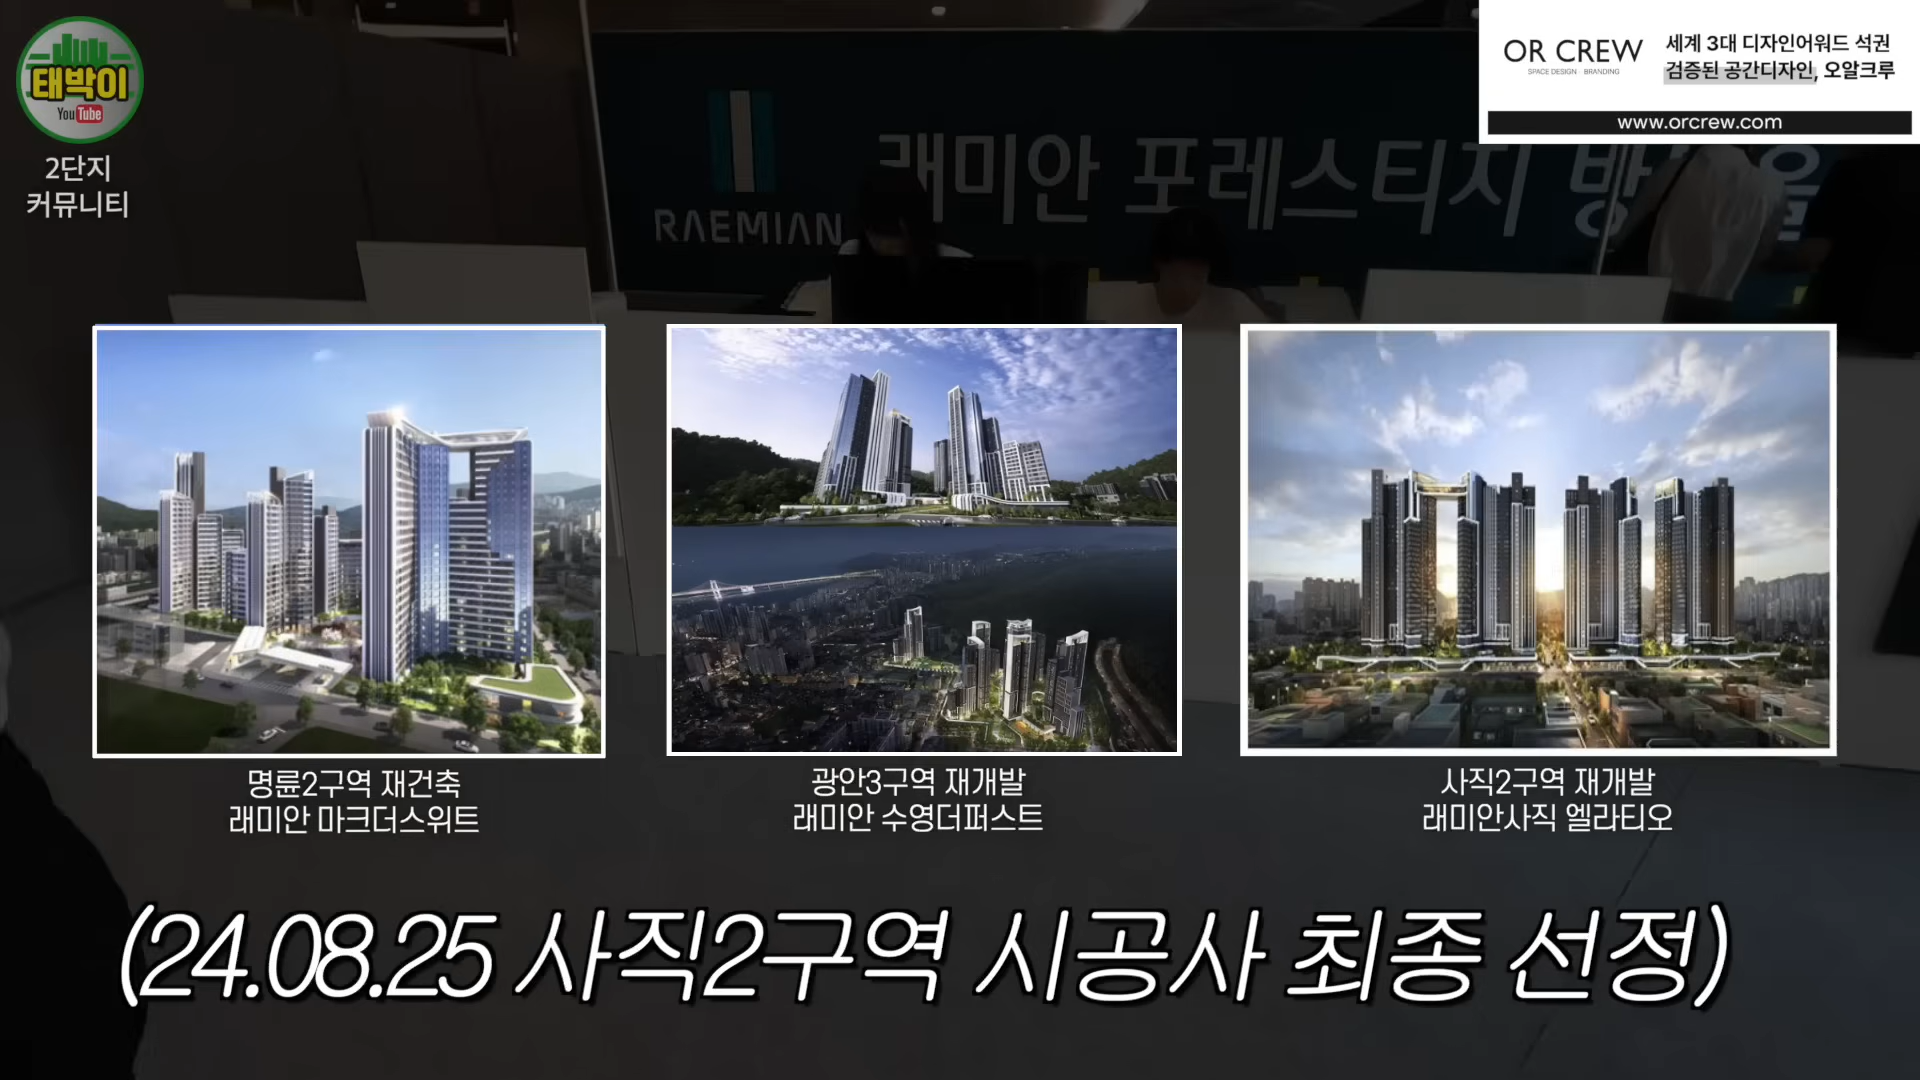 태박이
YouTube
2단지
커뮤니티
OR CREW
SPACE DESIGN BRANDING
세계 3대 디자인어워드 석권
검증된 공간디자인, 오알크루
www.orcrew.com
RAEMIAN
래미안 포레스티지
명륜2구역 재건축
래미안 마크더스위트
광안3구역 재개발
래미안 수영더퍼스트
사직2구역 재개발
래미안사직 엘라티오
(24.08.25 사직2구역 시공사 최종 선정)